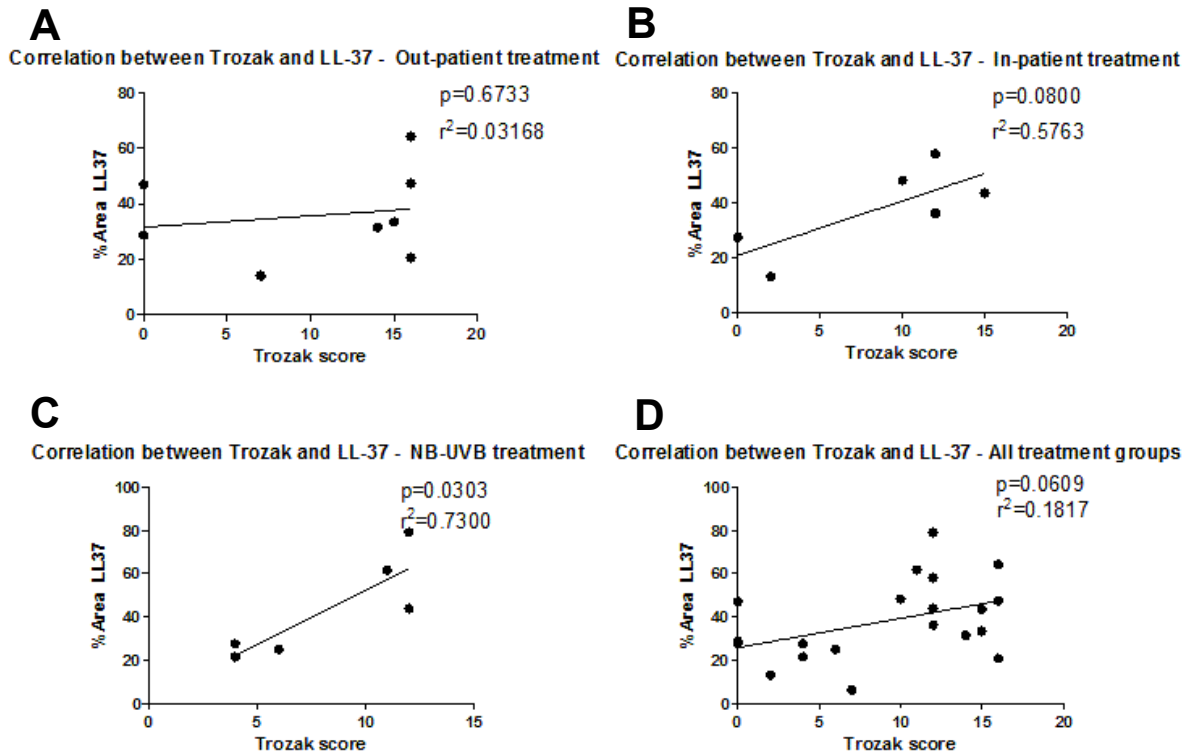 A
Correlation between Trozak and LL-37 - Out-patient treatment
p=0.6733
r²=0.03168
80
60
40
20
0
% Area LL37
0 5 10 15 20
Trozak score
B
Correlation between Trozak and LL-37 - In-patient treatment
p=0.0800
r²=0.5763
80
60
40
20
0
% Area LL37
0 5 10 15 20
Trozak score
C
Correlation between Trozak and LL-37 - NB-UVB treatment
p=0.0303
r²=0.7300
100
80
60
40
20
0
% Area LL37
0 5 10 15
Trozak score
D
Correlation between Trozak and LL-37 - All treatment groups
p=0.0609
r²=0.1817
100
80
60
40
20
0
% Area LL37
0 5 10 15 20
Trozak score